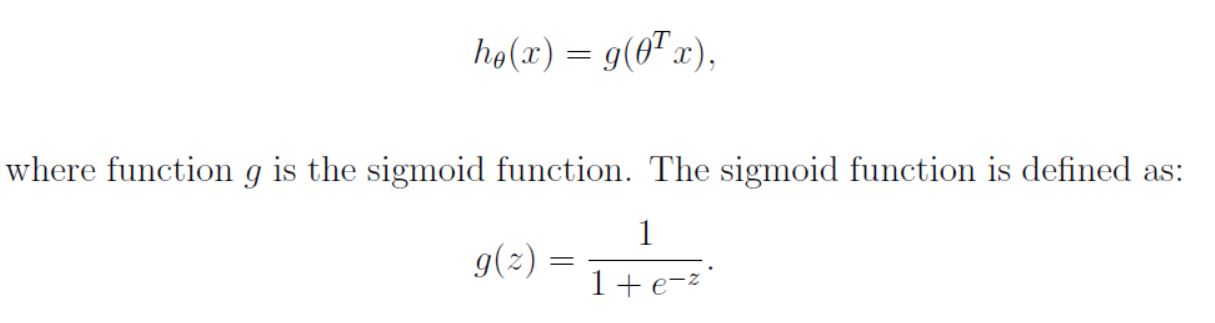 h_θ(x) = g(θ^T x),
where function g is the sigmoid function. The sigmoid function is defined as:
g(z) = 1 / (1 + e^{-z}).